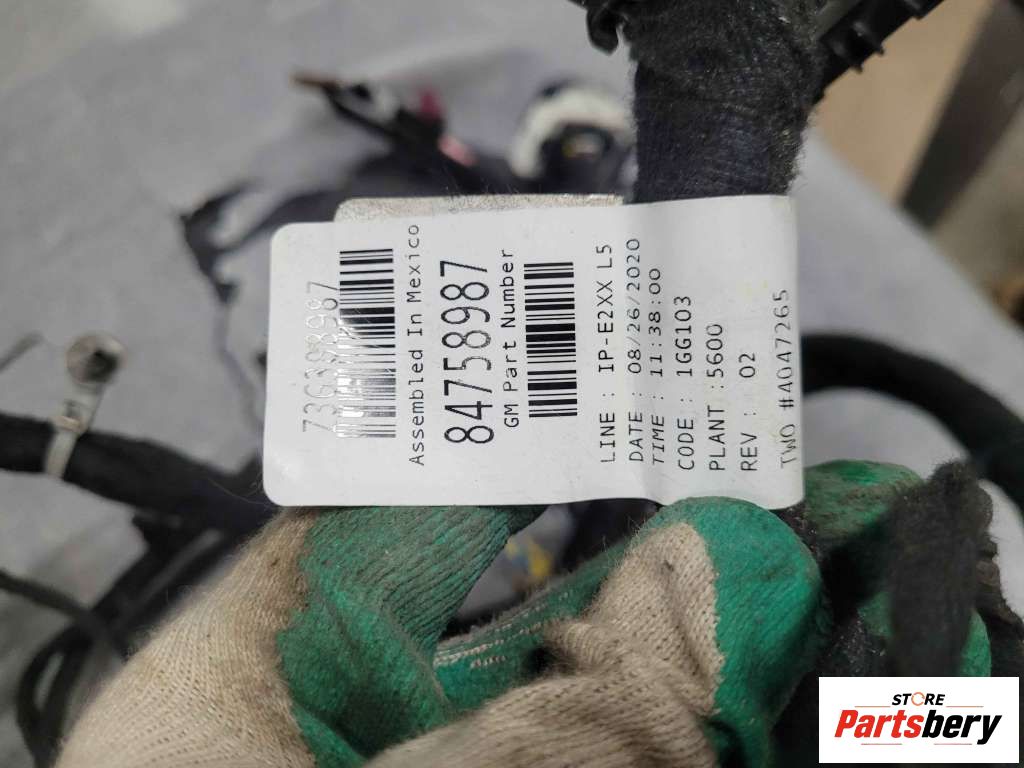 Assembled In Mexico
84758987
GM Part Number
LINE : IP-E2XX L5
DATE : 08/26/2020
TIME : 11:38:00
CODE : 1GG103
PLANT :5600
REV : 02
TWO #4047265
STORE
Partsbery